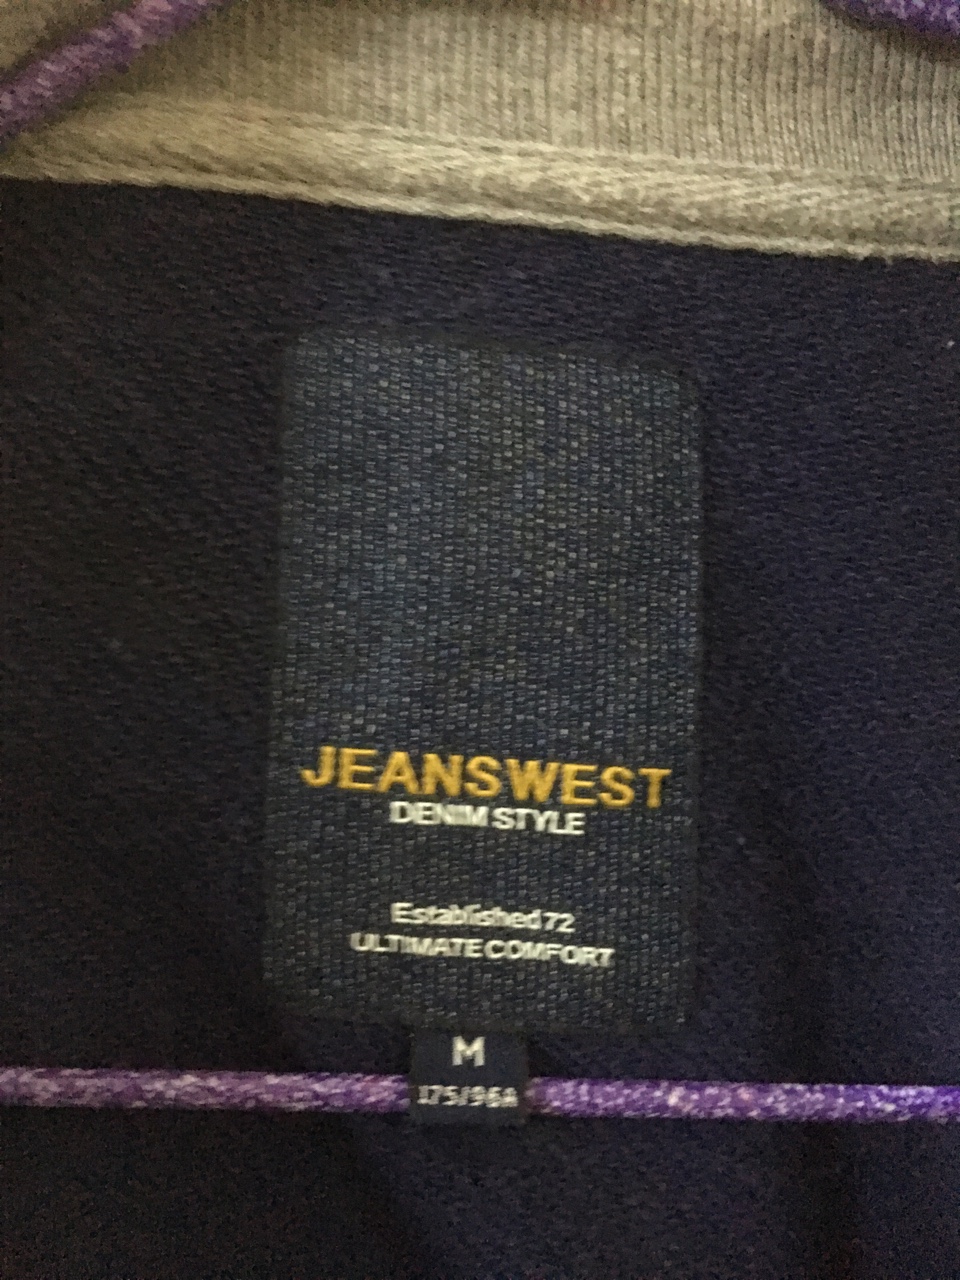 JEANSWEST
DENIM STYLE
Established 72
ULTIMATE COMFORT
M
175/96A